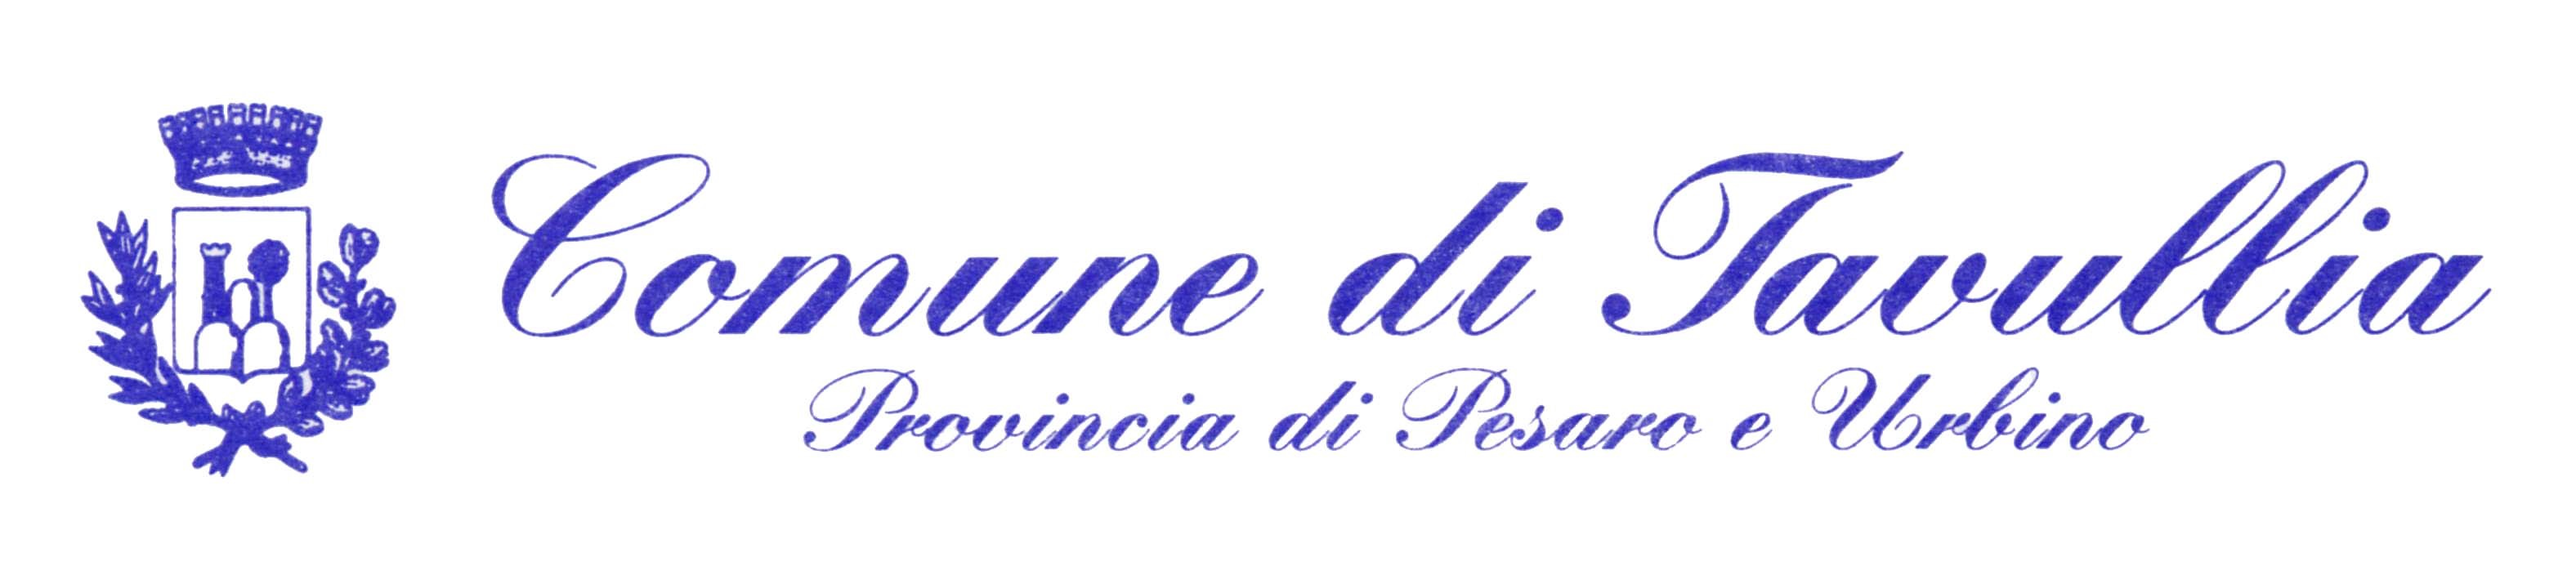 Comune di Tavullia
Provincia di Pesaro e Urbino